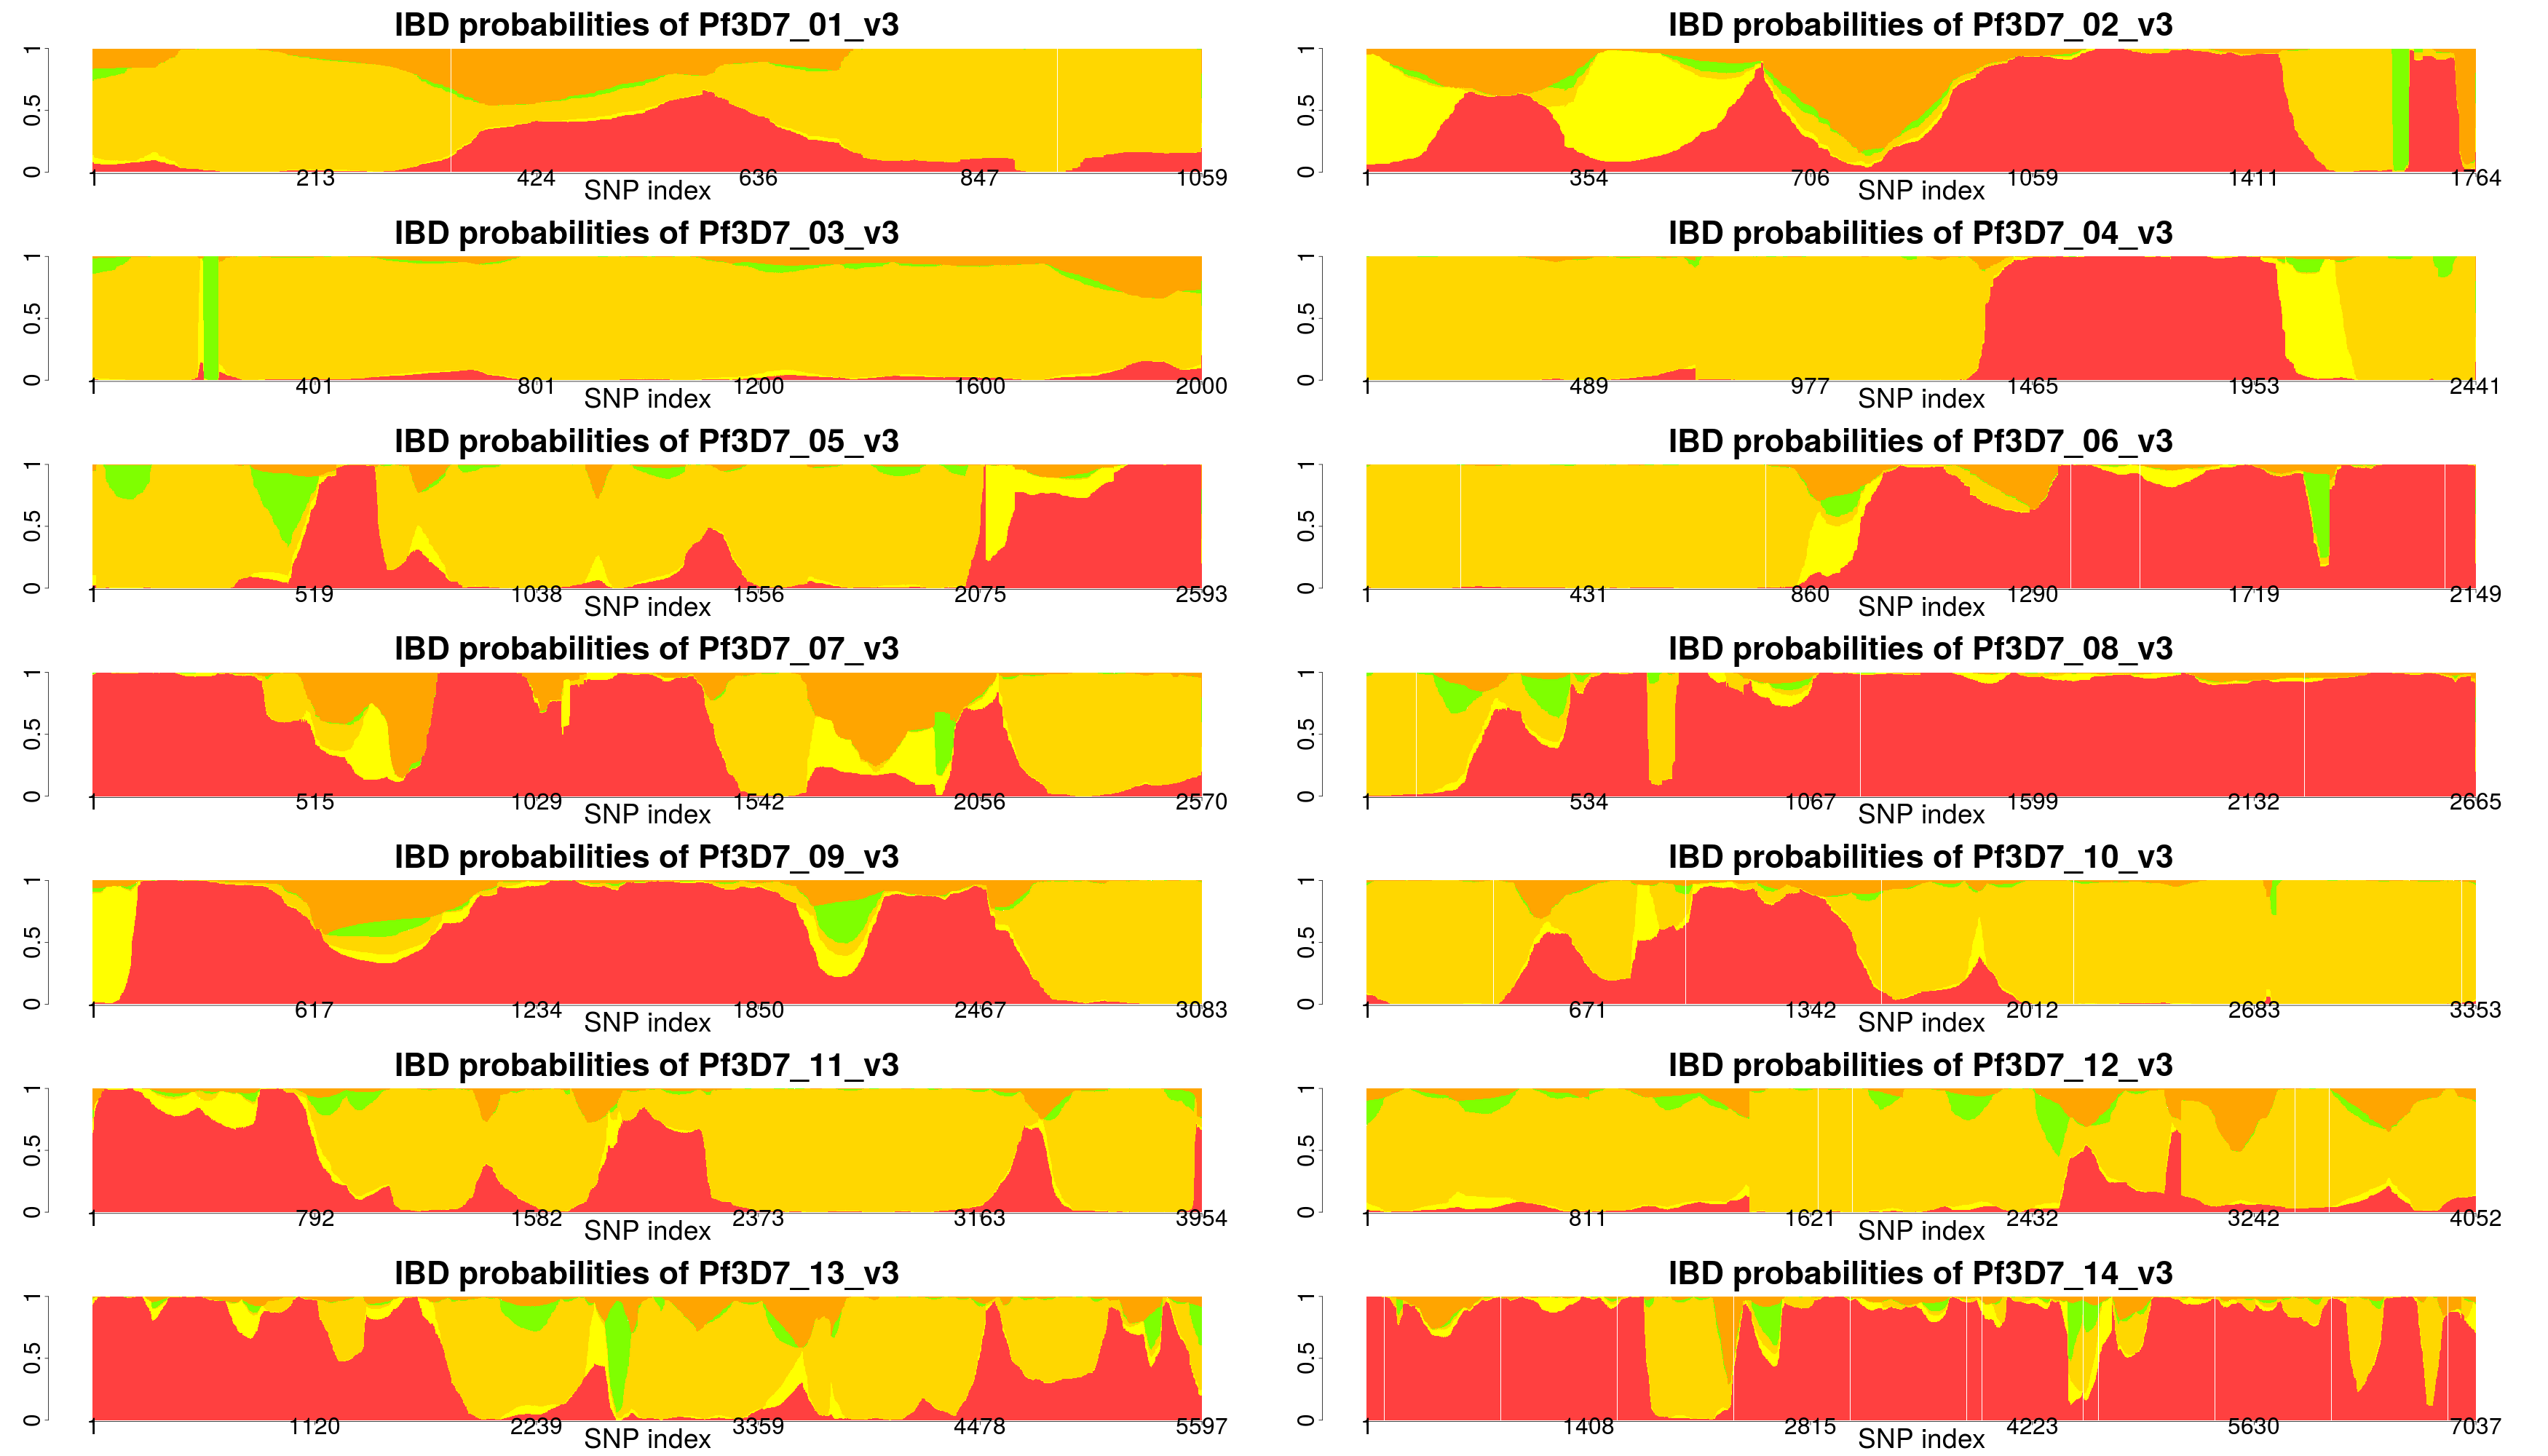 IBD probabilities of Pf3D7_01_v3
0 0.5 1
1 213 424 636 847 1059
SNP index
IBD probabilities of Pf3D7_02_v3
0 0.5 1
1 354 706 1059 1411 1764
SNP index
IBD probabilities of Pf3D7_03_v3
0 0.5 1
1 401 801 1200 1600 2000
SNP index
IBD probabilities of Pf3D7_04_v3
0 0.5 1
1 489 977 1465 1953 2441
SNP index
IBD probabilities of Pf3D7_05_v3
0 0.5 1
1 519 1038 1556 2075 2593
SNP index
IBD probabilities of Pf3D7_06_v3
0 0.5 1
1 431 860 1290 1719 2149
SNP index
IBD probabilities of Pf3D7_07_v3
0 0.5 1
1 515 1029 1542 2056 2570
SNP index
IBD probabilities of Pf3D7_08_v3
0 0.5 1
1 534 1067 1599 2132 2665
SNP index
IBD probabilities of Pf3D7_09_v3
0 0.5 1
1 617 1234 1850 2467 3083
SNP index
IBD probabilities of Pf3D7_10_v3
0 0.5 1
1 671 1342 2012 2683 3353
SNP index
IBD probabilities of Pf3D7_11_v3
0 0.5 1
1 792 1582 2373 3163 3954
SNP index
IBD probabilities of Pf3D7_12_v3
0 0.5 1
1 811 1621 2432 3242 4052
SNP index
IBD probabilities of Pf3D7_13_v3
0 0.5 1
1 1120 2239 3359 4478 5597
SNP index
IBD probabilities of Pf3D7_14_v3
0 0.5 1
1 1408 2815 4223 5630 7037
SNP index